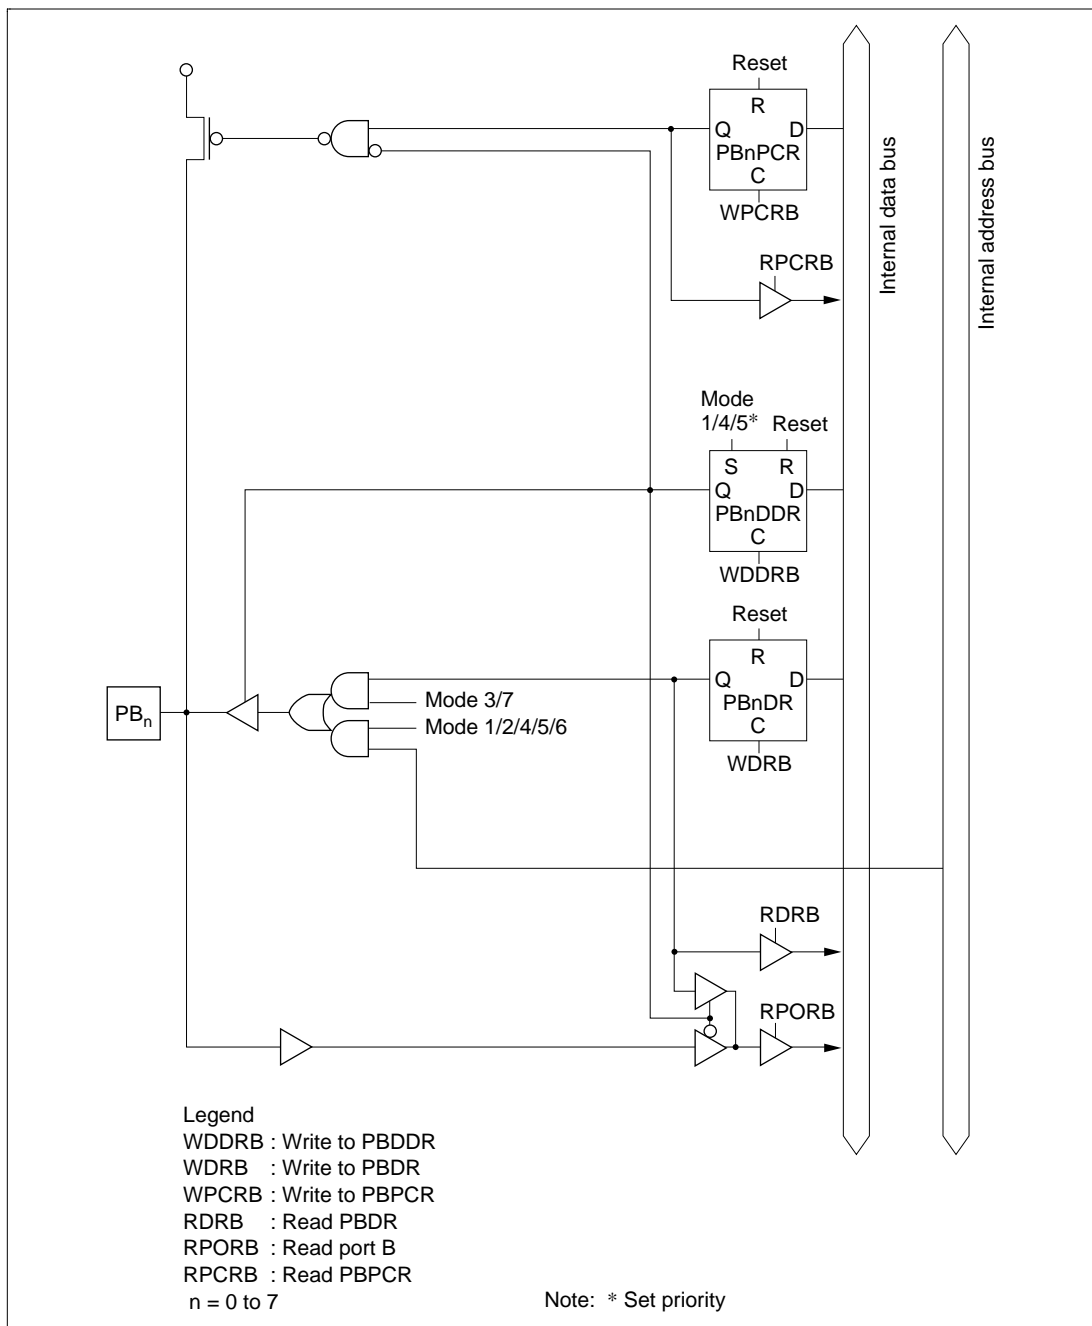 Reset
R
Q D
PBnPCR
C
WPCRB
Internal data bus
Internal address bus
RPCRB
Mode
1/4/5* Reset
S R
Q D
PBnDDR
C
WDDRB
Reset
R
Q D
PBnDR
C
WDRB
PBn
Mode 3/7
Mode 1/2/4/5/6
RDRB
RPORB
Legend
WDDRB : Write to PBDDR
WDRB : Write to PBDR
WPCRB : Write to PBPCR
RDRB : Read PBDR
RPORB : Read port B
RPCRB : Read PBPCR
n = 0 to 7
Note: * Set priority